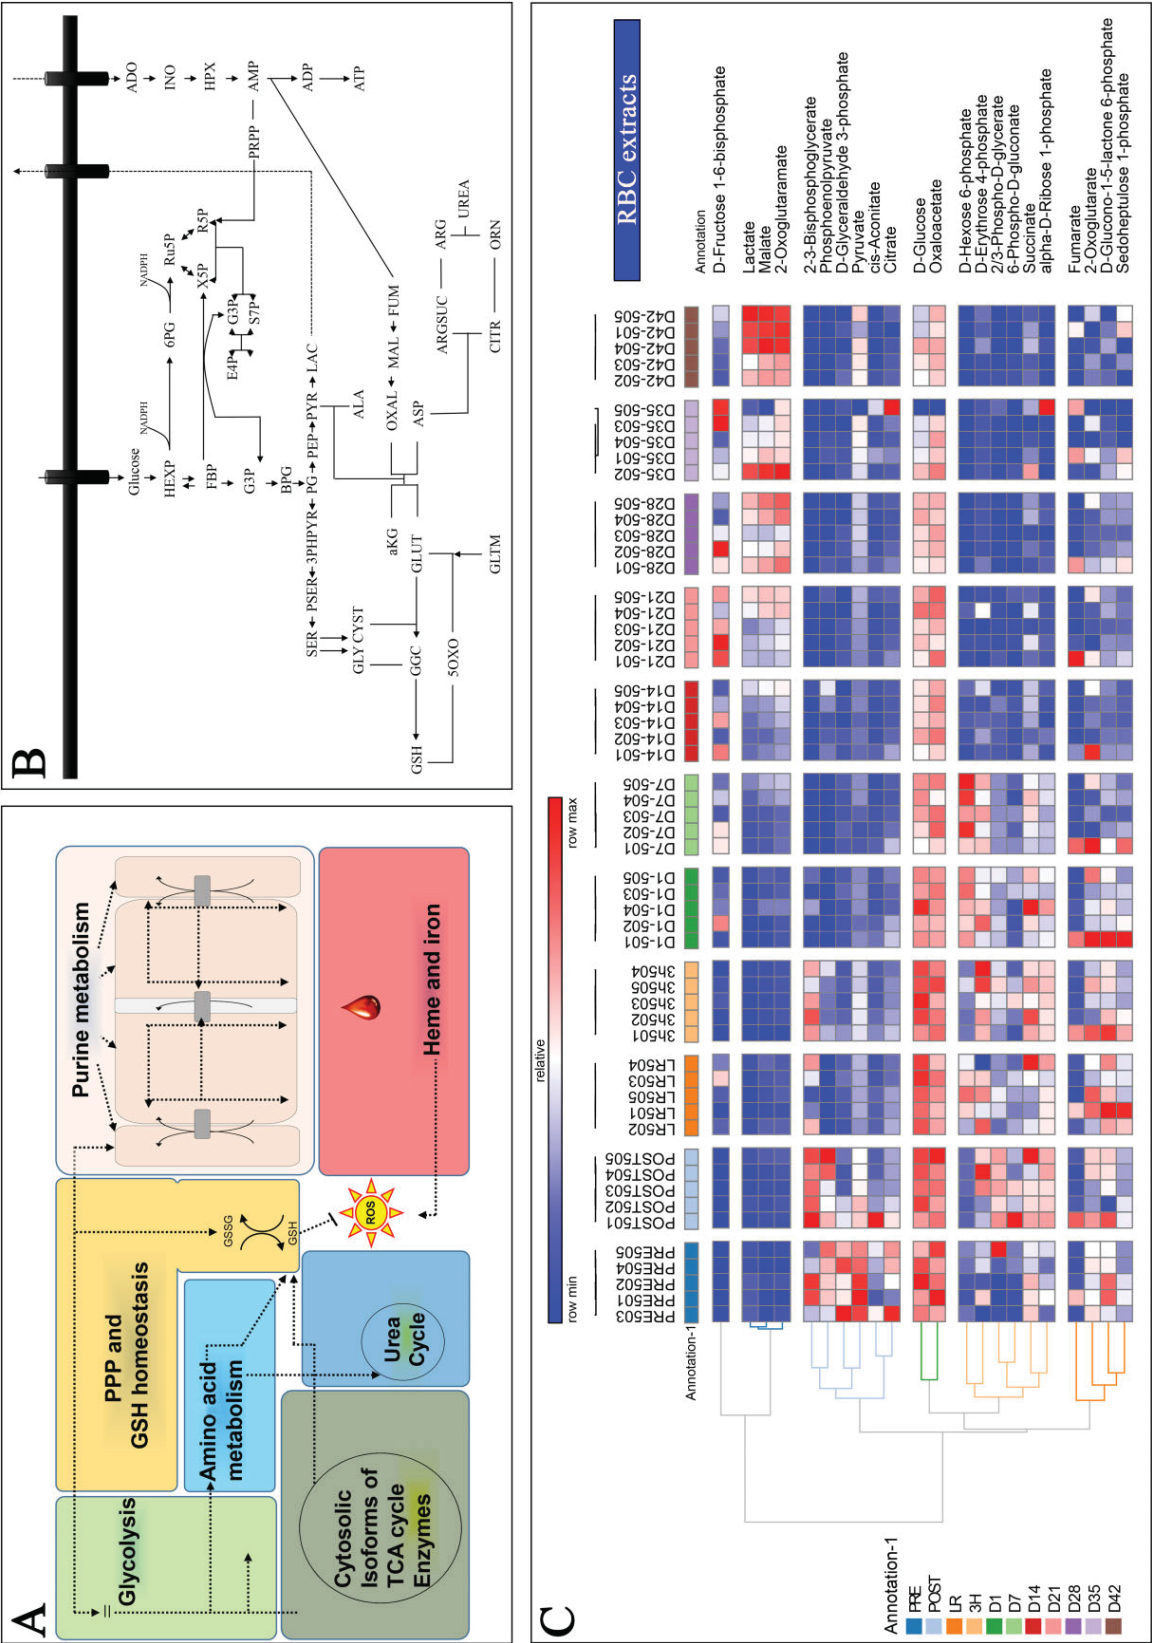 A
Glycolysis
PPP and
GSH homeostasis
Purine metabolism
Amino acid
metabolism
GSSG
GSH
ROS
Cytosolic
Isoforms of
TCA cycle
Enzymes
Urea
Cycle
Heme and iron
B
Glucose
HEXP
NADPH
6PG
NADPH
Ru5P
R5P
X5P
PRPP
ADO
INO
HPX
AMP
ADP
ATP
FBP
G3P
BPG
E4P
G3P
S7P
SER
PSER
3PHPYR
PG
PEP
PYR
LAC
GLY
CYST
ALA
aKG
OXAL
MAL
FUM
GSH
GGC
GLUT
ASP
ARGSUC
ARG
UREA
5OXO
GLTM
CITR
ORN
C
relative
row min
row max
RBC extracts
Annotation-1
PRE503
PRE501
PRE502
PRE504
PRE505
POST501
POST502
POST503
POST504
POST505
LR502
LR501
LR505
LR503
LR504
3h501
3h502
3h503
3h505
3h504
D1-501
D1-502
D1-504
D1-503
D1-505
D7-501
D7-502
D7-503
D7-504
D7-505
D14-501
D14-502
D14-503
D14-504
D14-505
D21-501
D21-502
D21-503
D21-504
D21-505
D28-501
D28-502
D28-503
D28-504
D28-505
D35-502
D35-501
D35-504
D35-503
D35-505
D42-502
D42-503
D42-504
D42-501
D42-505
Annotation
D-Fructose 1-6-bisphosphate
Lactate
Malate
2-Oxoglutaramate
2-3-Bisphosphoglycerate
Phosphoenolpyruvate
D-Glyceraldehyde 3-phosphate
Pyruvate
cis-Aconitate
Citrate
D-Glucose
Oxaloacetate
D-Hexose 6-phosphate
D-Erythrose 4-phosphate
2/3-Phospho-D-glycerate
6-Phospho-D-gluconate
Succinate
alpha-D-Ribose 1-phosphate
Fumarate
2-Oxoglutarate
D-Glucono-1-5-lactone 6-phosphate
Sedoheptulose 1-phosphate
Annotation-1
PRE
POST
LR
3H
D1
D7
D14
D21
D28
D35
D42